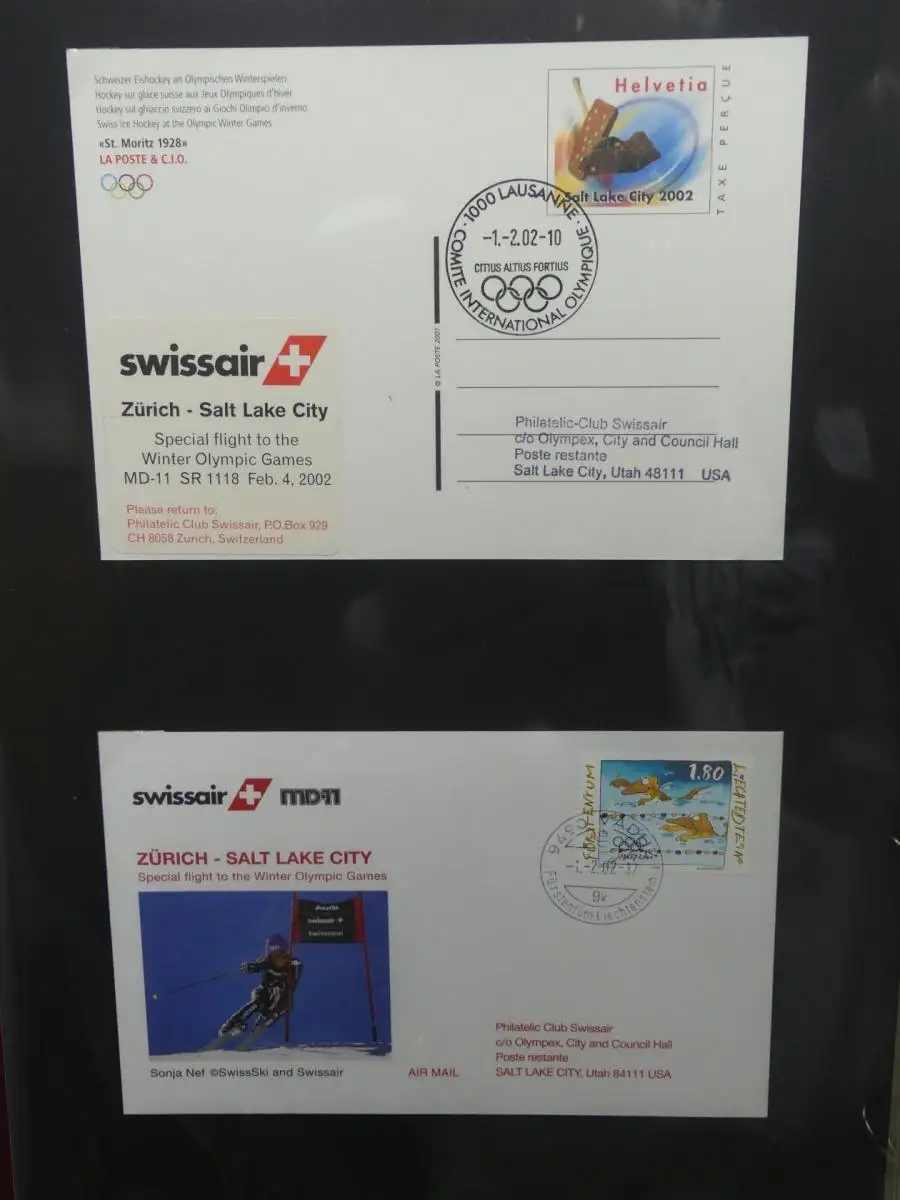 Schweizer Eishockey an Olympischen Winterspielen
Hockey sur glace suisse aux Jeux Olympiques d'hiver
Hockey sul ghiaccio svizzero ai Giochi Olimpici d'inverno
Swiss ice Hockey at the Olympic Winter Games
«St. Moritz 1928»
LA POSTE & C.I.O.
Helvetia
TAXE PERÇUE
Salt Lake City 2002
1000 LAUSANNE
COMITE INTERNATIONAL OLYMPIQUE
-1.-2.02-10
CITIUS ALTIUS FORTIUS
© LA POSTE 2001
swissair
Zürich - Salt Lake City
Special flight to the
Winter Olympic Games
MD-11 SR 1118 Feb. 4, 2002
Please return to:
Philatelic Club Swissair, P.O.Box 929
CH 8058 Zurich, Switzerland
Philatelic-Club Swissair
c/o Olympex, City and Council Hall
Poste restante
Salt Lake City, Utah 48111 USA
swissair MD-11
ZÜRICH - SALT LAKE CITY
Special flight to the Winter Olympic Games
Audi
swissair
swisscom
Sonja Nef ©SwissSki and Swissair
AIR MAIL
1.80
FÜRSTENTUM
LIECHTENSTEIN
-1.-2.02-17
9k
Fürstentum Liechtenstein
Philatelic Club Swissair
c/o Olympex, City and Council Hall
Poste restante
SALT LAKE CITY, Utah 84111 USA